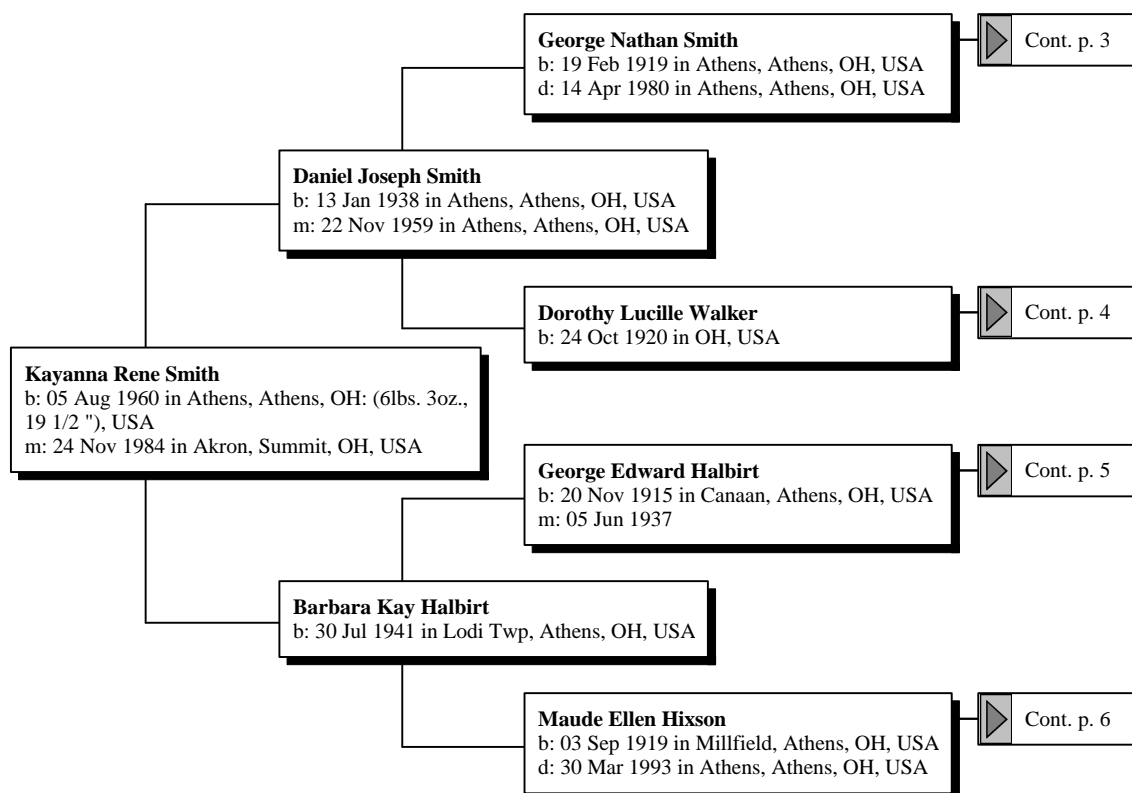 George Nathan Smith
b: 19 Feb 1919 in Athens, Athens, OH, USA
d: 14 Apr 1980 in Athens, Athens, OH, USA
Cont. p. 3
Daniel Joseph Smith
b: 13 Jan 1938 in Athens, Athens, OH, USA
m: 22 Nov 1959 in Athens, Athens, OH, USA
Dorothy Lucille Walker
b: 24 Oct 1920 in OH, USA
Cont. p. 4
Kayanna Rene Smith
b: 05 Aug 1960 in Athens, Athens, OH: (6lbs. 3oz.,
19 1/2 "), USA
m: 24 Nov 1984 in Akron, Summit, OH, USA
George Edward Halbirt
b: 20 Nov 1915 in Canaan, Athens, OH, USA
m: 05 Jun 1937
Cont. p. 5
Barbara Kay Halbirt
b: 30 Jul 1941 in Lodi Twp, Athens, OH, USA
Maude Ellen Hixson
b: 03 Sep 1919 in Millfield, Athens, OH, USA
d: 30 Mar 1993 in Athens, Athens, OH, USA
Cont. p. 6